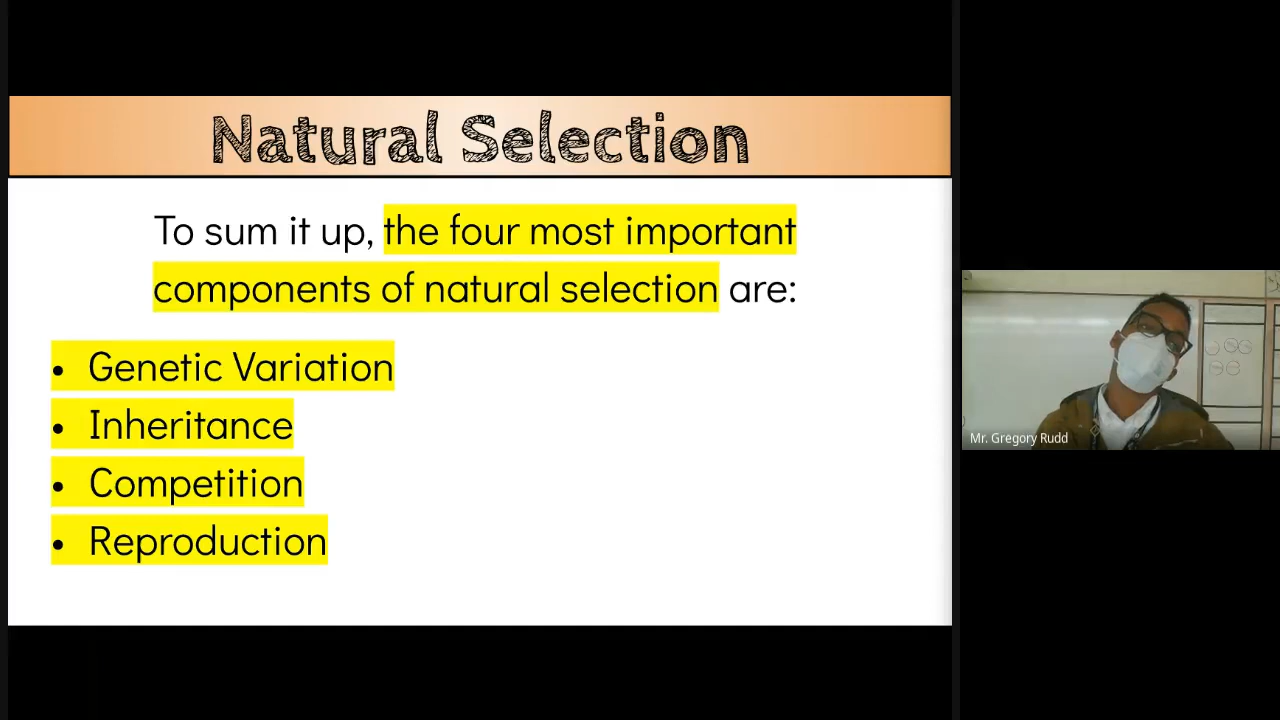 Natural Selection
To sum it up, the four most important
components of natural selection are:
• Genetic Variation
• Inheritance
• Competition
• Reproduction
Mr. Gregory Rudd